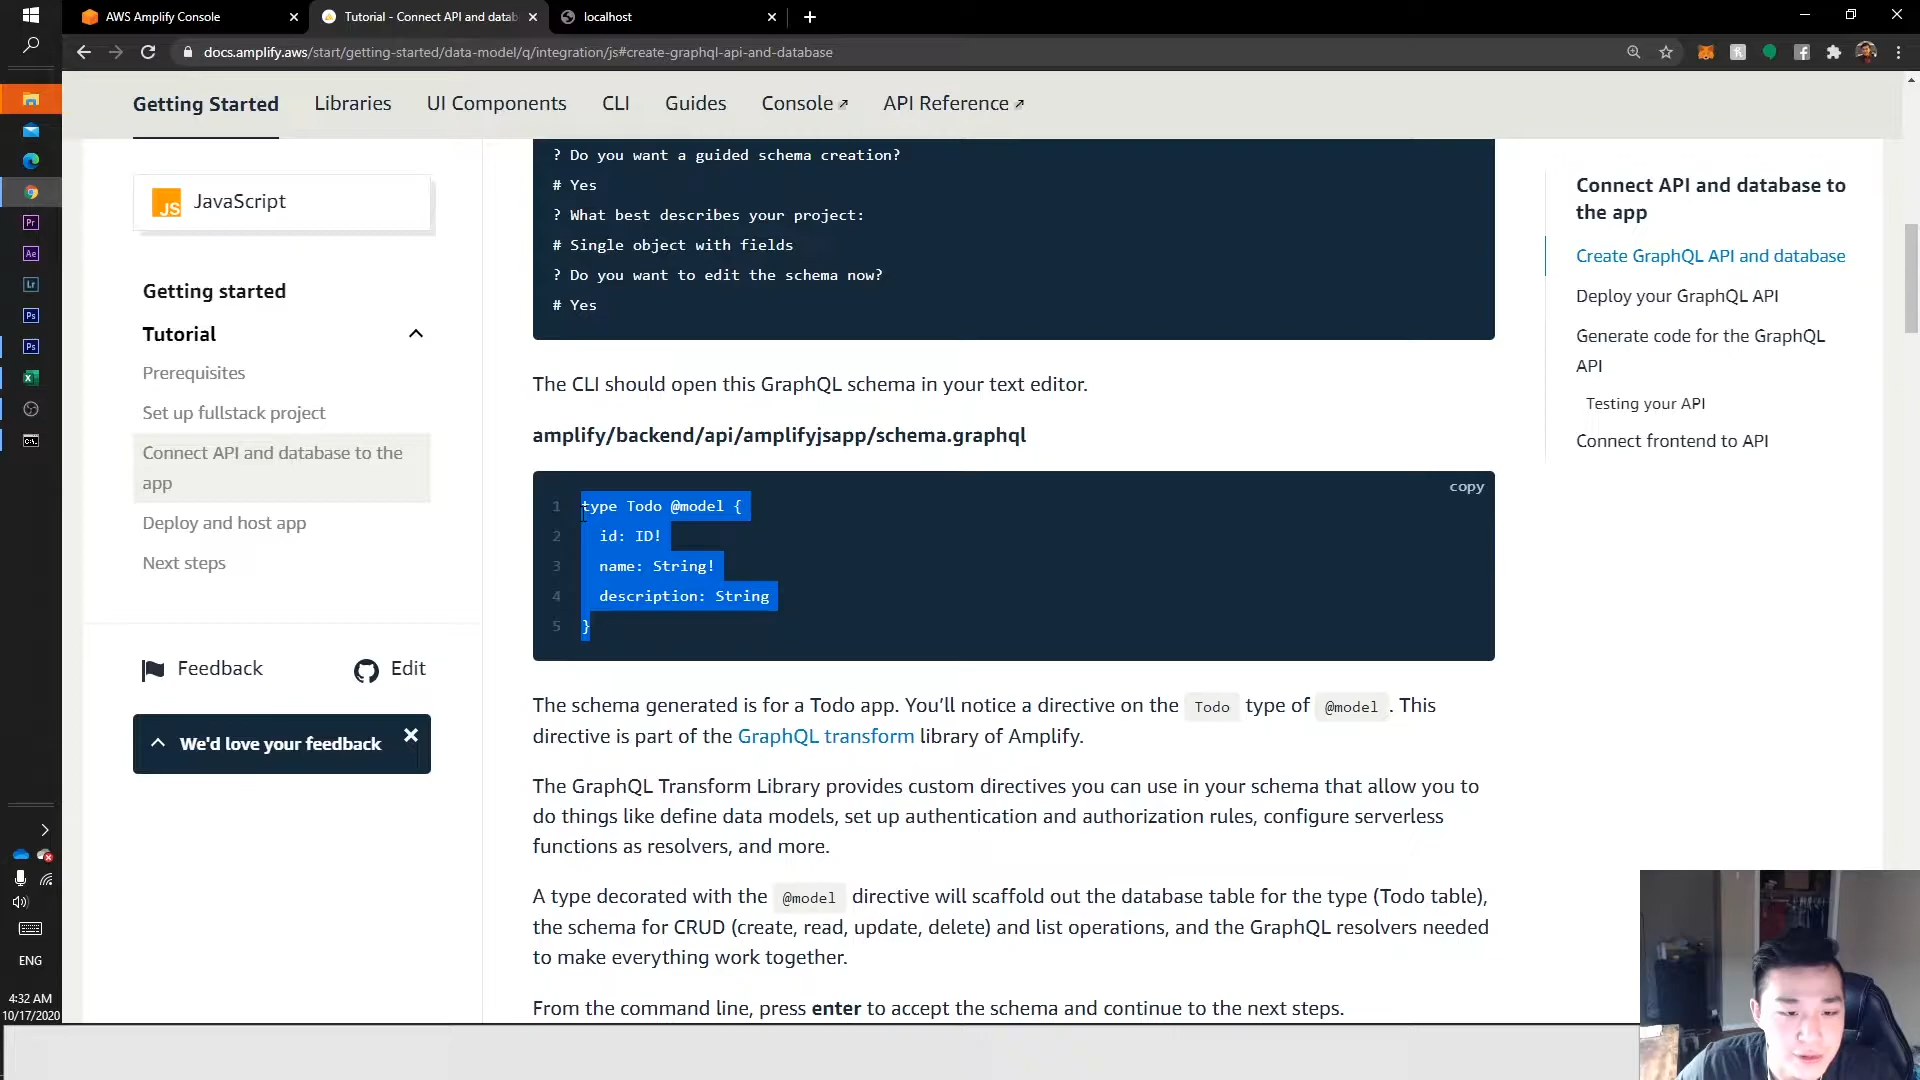 AWS Amplify Console
Tutorial - Connect API and datab
localhost
docs.amplify.aws/start/getting-started/data-model/q/integration/js#create-graphql-api-and-database
Getting Started
Libraries
UI Components
CLI
Guides
Console
API Reference
JS
JavaScript
Getting started
Tutorial
Prerequisites
Set up fullstack project
Connect API and database to the
app
Deploy and host app
Next steps
Feedback
Edit
We'd love your feedback
? Do you want a guided schema creation?
# Yes
? What best describes your project:
# Single object with fields
? Do you want to edit the schema now?
# Yes
The CLI should open this GraphQL schema in your text editor.
amplify/backend/api/amplifyjsapp/schema.graphql
copy
1 type Todo @model {
2 id: ID!
3 name: String!
4 description: String
5 }
The schema generated is for a Todo app. You’ll notice a directive on the Todo type of @model . This
directive is part of the GraphQL transform library of Amplify.
The GraphQL Transform Library provides custom directives you can use in your schema that allow you to
do things like define data models, set up authentication and authorization rules, configure serverless
functions as resolvers, and more.
A type decorated with the @model directive will scaffold out the database table for the type (Todo table),
the schema for CRUD (create, read, update, delete) and list operations, and the GraphQL resolvers needed
to make everything work together.
From the command line, press enter to accept the schema and continue to the next steps.
Connect API and database to
the app
Create GraphQL API and database
Deploy your GraphQL API
Generate code for the GraphQL
API
Testing your API
Connect frontend to API
Pr
Ae
Lr
Ps
Ps
ENG
4:32 AM
10/17/2020